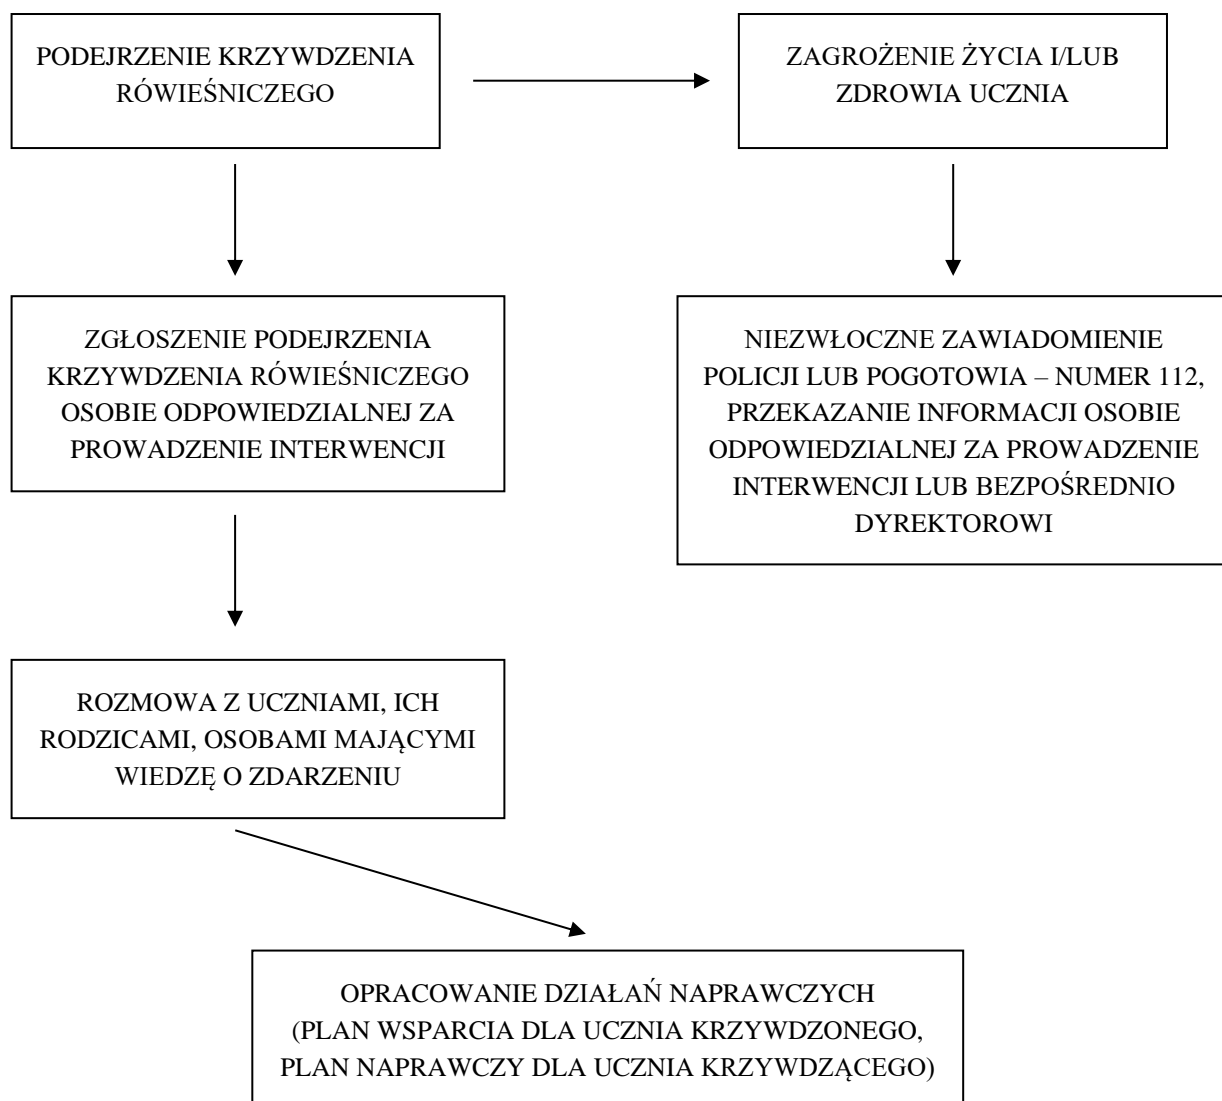 PODEJRZENIE KRZYWDZENIA
RÓWIEŚNICZEGO
ZAGROŻENIE ŻYCIA I/LUB
ZDROWIA UCZNIA
ZGŁOSZENIE PODEJRZENIA
KRZYWDZENIA RÓWIEŚNICZEGO
OSOBIE ODPOWIEDZIALNEJ ZA
PROWADZENIE INTERWENCJI
NIEZWŁOCZNE ZAWIADOMIENIE
POLICJI LUB POGOTOWIA – NUMER 112,
PRZEKAZANIE INFORMACJI OSOBIE
ODPOWIEDZIALNEJ ZA PROWADZENIE
INTERWENCJI LUB BEZPOŚREDNIO
DYREKTOROWI
ROZMOWA Z UCZNIAMI, ICH
RODZICAMI, OSOBAMI MAJĄCYMI
WIEDZĘ O ZDARZENIU
OPRACOWANIE DZIAŁAŃ NAPRAWCZYCH
(PLAN WSPARCIA DLA UCZNIA KRZYWDZONEGO,
PLAN NAPRAWCZY DLA UCZNIA KRZYWDZĄCEGO)